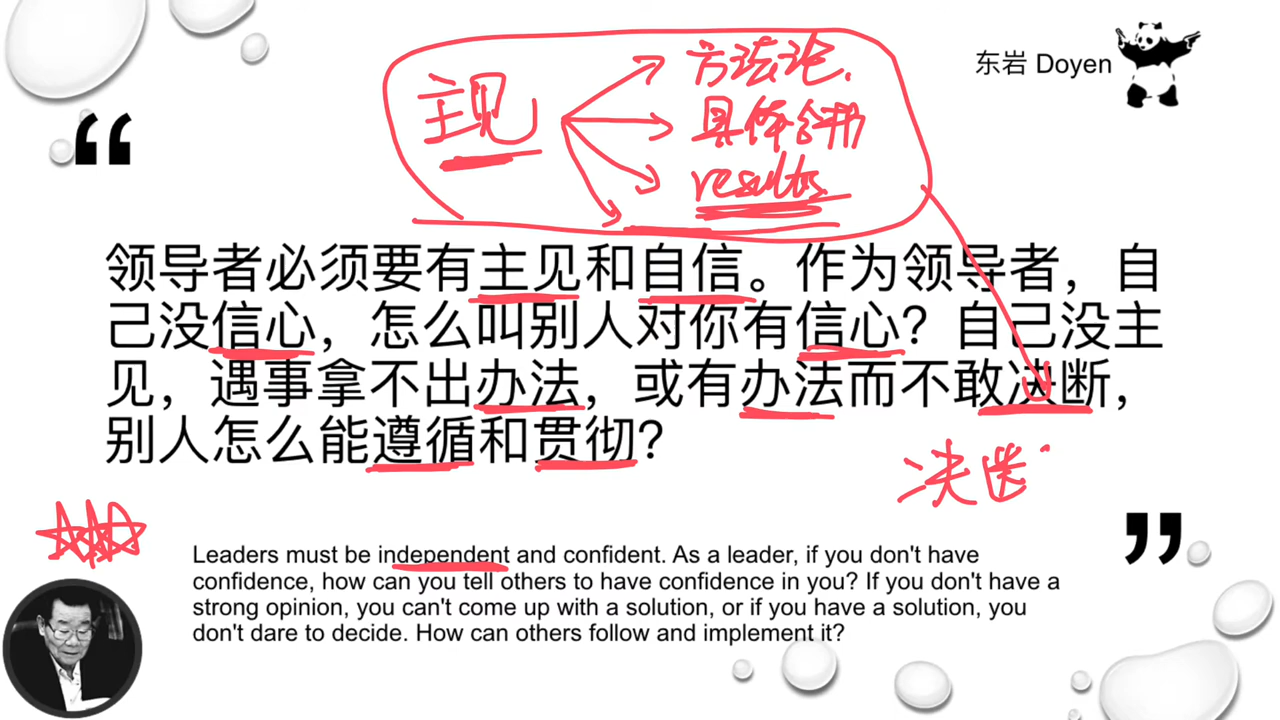 东岩 Doyen
主见
方法论
具体
results
“
领导者必须要有主见和自信。作为领导者，自
己没信心，怎么叫别人对你有信心？自己没主
见，遇事拿不出办法，或有办法而不敢决断，
别人怎么能遵循和贯彻？
决
”
Leaders must be independent and confident. As a leader, if you don't have
confidence, how can you tell others to have confidence in you? If you don't have a
strong opinion, you can't come up with a solution, or if you have a solution, you
don't dare to decide. How can others follow and implement it?